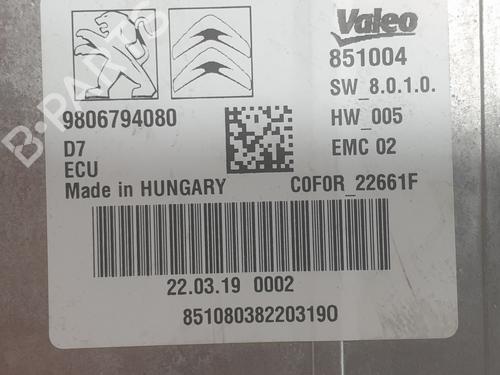 Valeo
851004
SW_8.0.1.0.
9806794080
HW_005
D7
EMC 02
ECU
Made in HUNGARY
COFOR_22661F
22.03.19 0002
851080382203190
B-PARTS